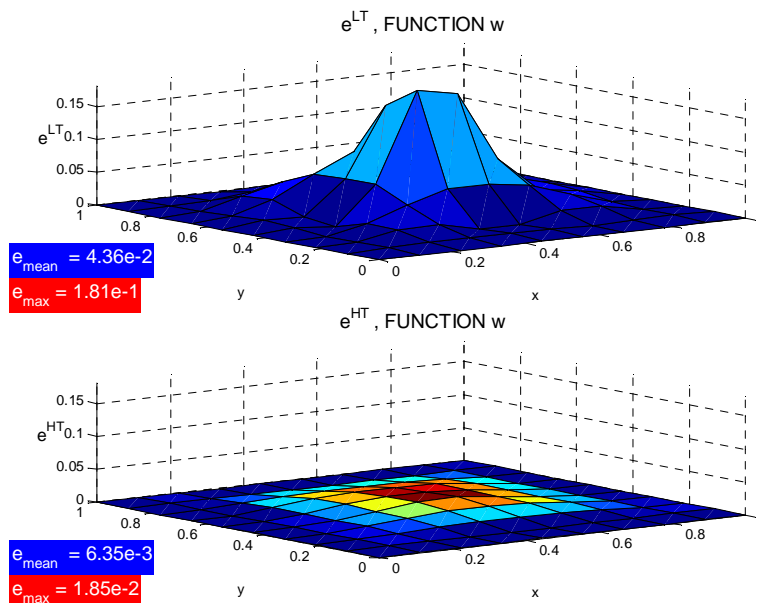 e^LT , FUNCTION w
0.15
e^LT 0.1
0.05
0
1
0.8
0.6
0.4
0.2
0
0
0.2
0.4
0.6
0.8
y
x
e_mean = 4.36e-2
e_max = 1.81e-1
e^HT , FUNCTION w
0.15
e^HT 0.1
0.05
0
1
0.8
0.6
0.4
0.2
0
0
0.2
0.4
0.6
0.8
y
x
e_mean = 6.35e-3
e_max = 1.85e-2